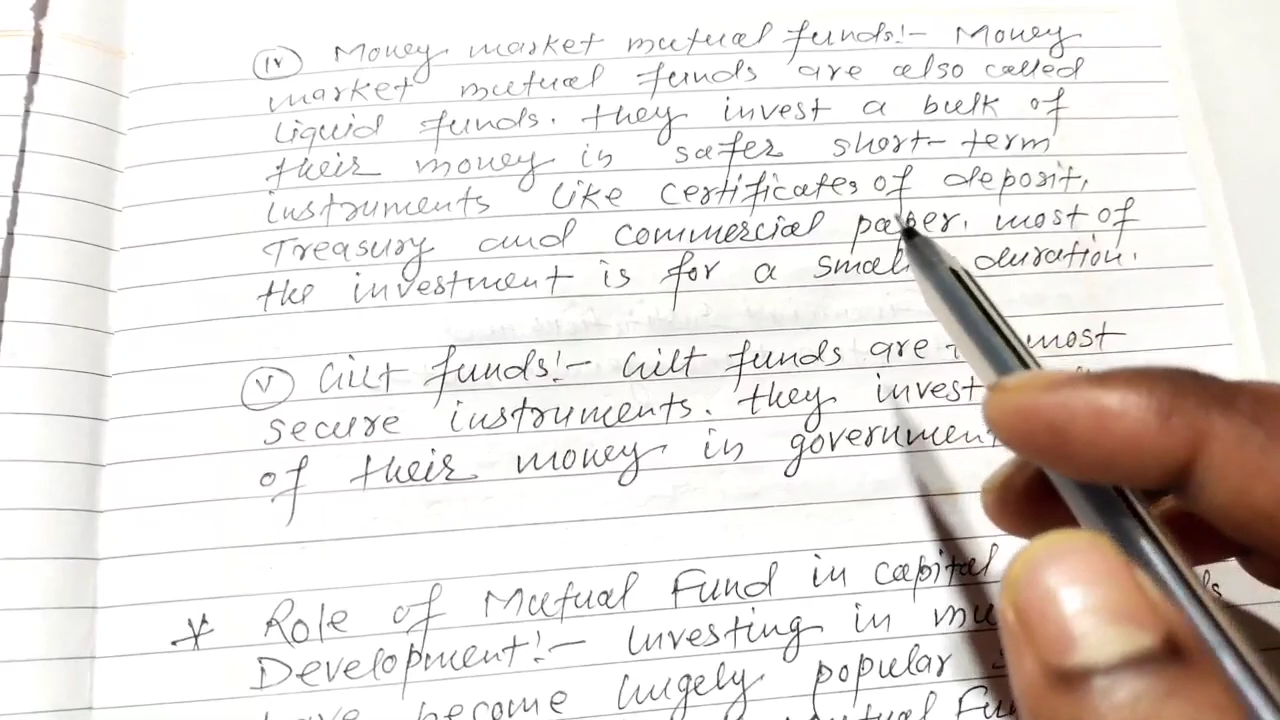 (iv) Money market mutual funds!- Money
market mutual funds are also called
liquid funds. they invest a bulk of
their money in safer short-term
instruments like certificates of deposit,
Treasury and commercial paper. most of
the investment is for a small duration.
(v) Gilt funds!- Gilt funds are most
secure instruments. they invest
of their money in government
* Role of Mutual Fund in capital
Development!- Investing in
have become hugely popular